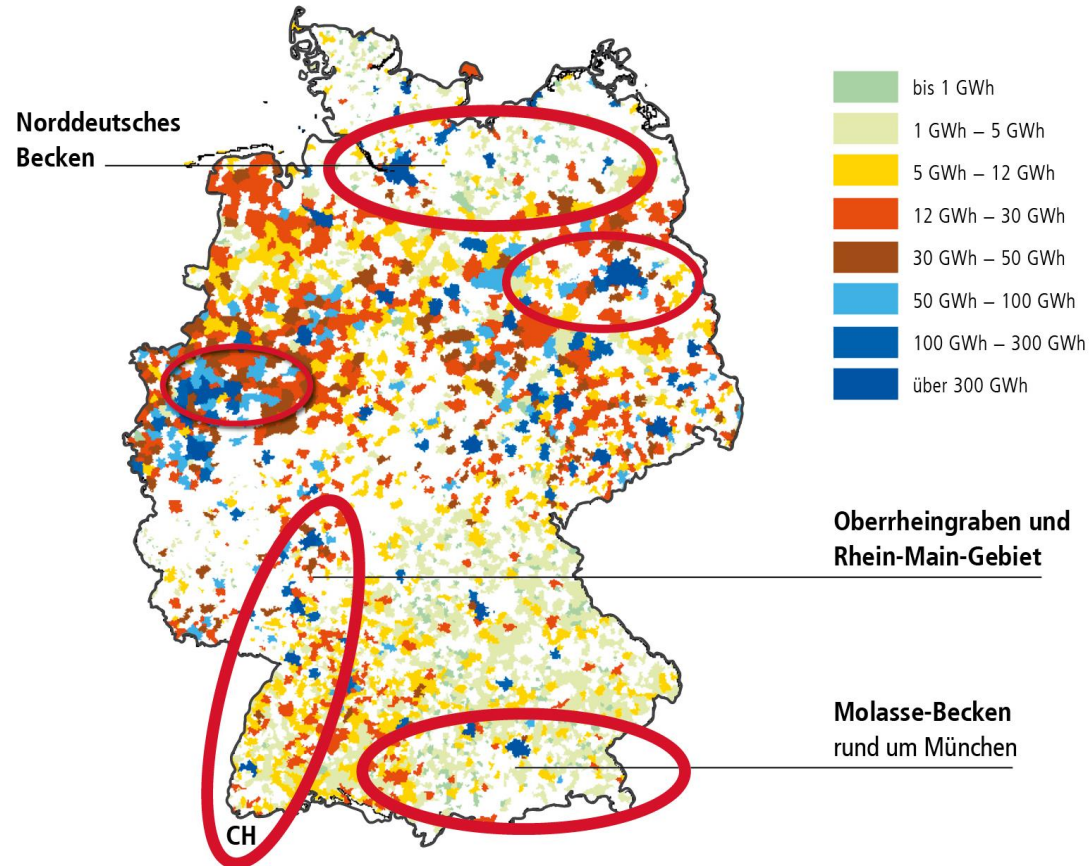 Norddeutsches
Becken
bis 1 GWh
1 GWh – 5 GWh
5 GWh – 12 GWh
12 GWh – 30 GWh
30 GWh – 50 GWh
50 GWh – 100 GWh
100 GWh – 300 GWh
über 300 GWh
Oberrheingraben und
Rhein-Main-Gebiet
Molasse-Becken
rund um München
CH